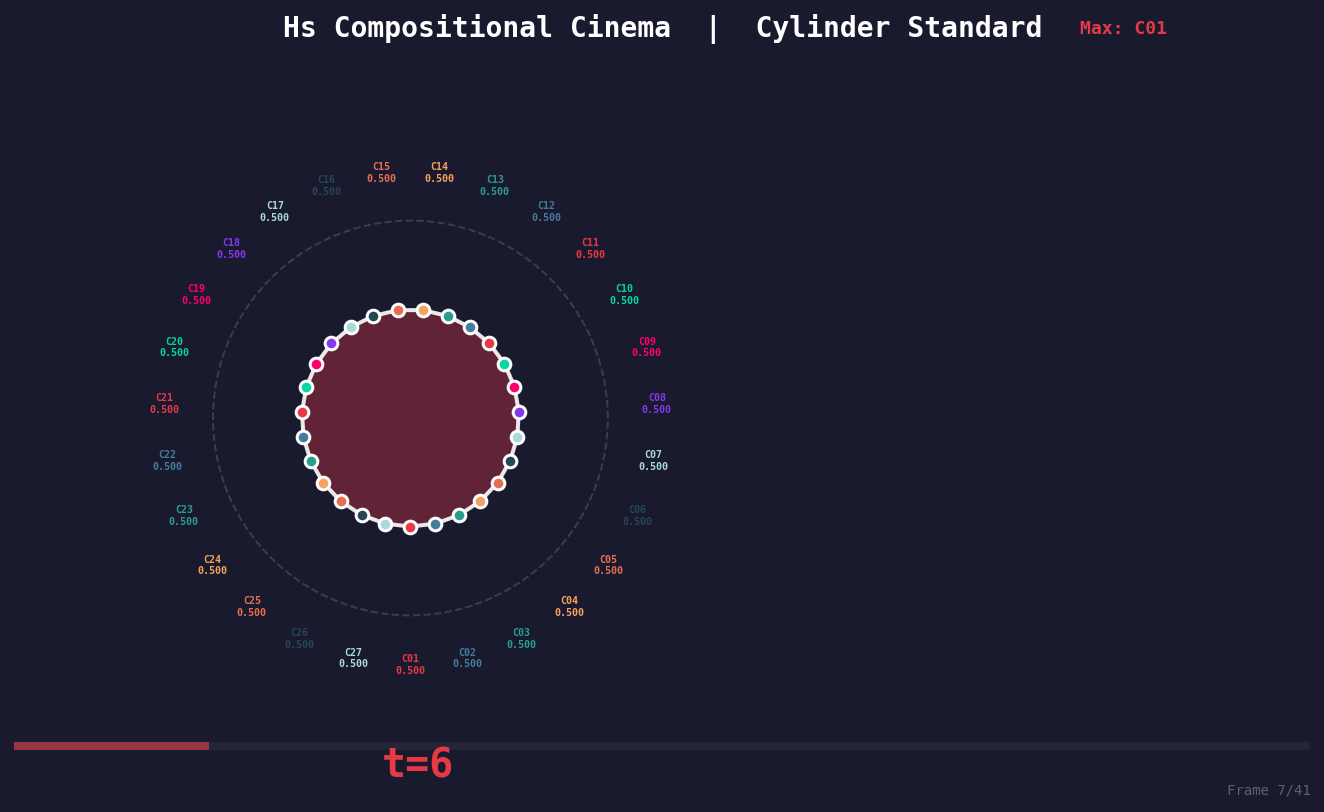 Hs Compositional Cinema | Cylinder Standard
Max: C01
C15
0.500
C14
0.500
C16
0.500
C13
0.500
C17
0.500
C12
0.500
C18
0.500
C11
0.500
C19
0.500
C10
0.500
C20
0.500
C09
0.500
C21
0.500
C08
0.500
C22
0.500
C07
0.500
C23
0.500
C06
0.500
C24
0.500
C05
0.500
C25
0.500
C04
0.500
C26
0.500
C03
0.500
C27
0.500
C01
0.500
C02
0.500
t=6
Frame 7/41